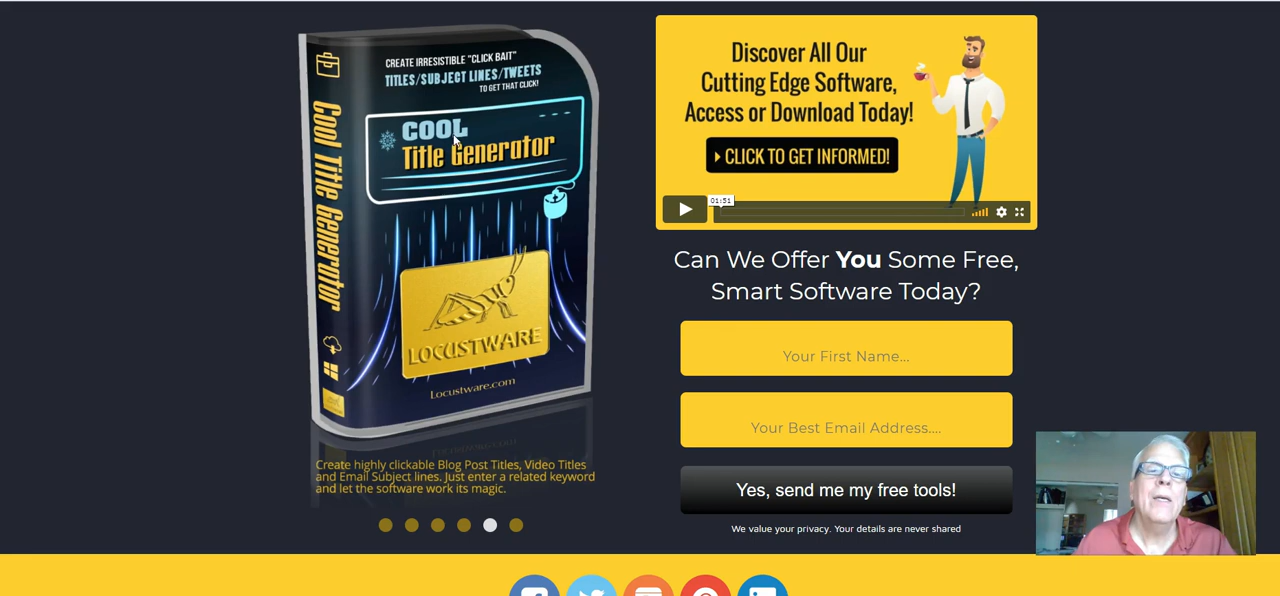 CREATE IRRESISTIBLE "CLICK BAIT"
TITLES/SUBJECT LINES/TWEETS
TO GET THAT CLICK!
COOL
Title Generator
Cool Title Generator
LOCUSTWARE
Locustware.com
Create highly clickable Blog Post Titles, Video Titles
and Email Subject lines. Just enter a related keyword
and let the software work its magic.
Discover All Our
Cutting Edge Software,
Access or Download Today!
CLICK TO GET INFORMED!
01:51
Can We Offer You Some Free,
Smart Software Today?
Your First Name...
Your Best Email Address....
Yes, send me my free tools!
We value your privacy. Your details are never shared